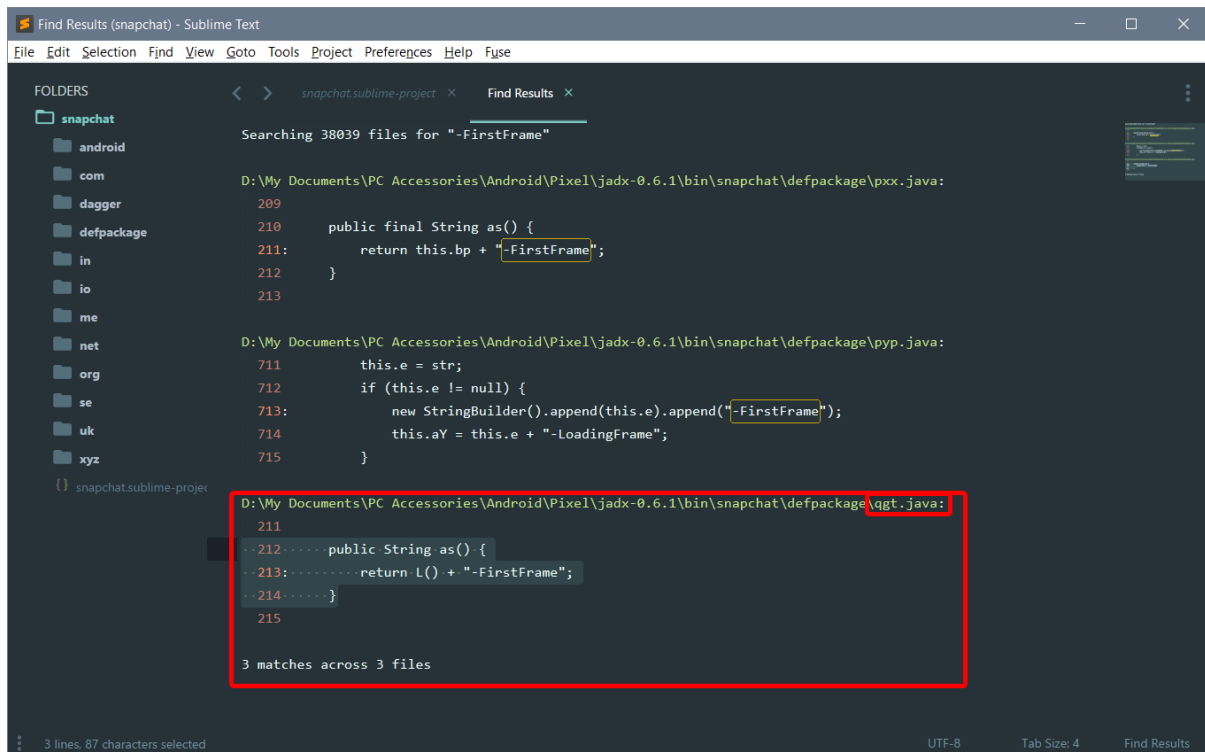 Find Results (snapchat) - Sublime Text
File Edit Selection Find View Goto Tools Project Preferences Help Fuse
FOLDERS
snapchat
android
com
dagger
defpackage
in
io
me
net
org
se
uk
xyz
{} snapchat.sublime-projec
snapchat.sublime-project × Find Results ×
Searching 38039 files for "-FirstFrame"
D:\My Documents\PC Accessories\Android\Pixel\jadx-0.6.1\bin\snapchat\defpackage\pxx.java:
209
210 public final String as() {
211: return this.bp + "-FirstFrame";
212 }
213
D:\My Documents\PC Accessories\Android\Pixel\jadx-0.6.1\bin\snapchat\defpackage\pyp.java:
711 this.e = str;
712 if (this.e != null) {
713: new StringBuilder().append(this.e).append("-FirstFrame");
714 this.aY = this.e + "-LoadingFrame";
715 }
D:\My Documents\PC Accessories\Android\Pixel\jadx-0.6.1\bin\snapchat\defpackage\qgt.java:
211
212 public String as() {
213: return L() + "-FirstFrame";
214 }
215
3 matches across 3 files
3 lines, 87 characters selected UTF-8 Tab Size: 4 Find Results